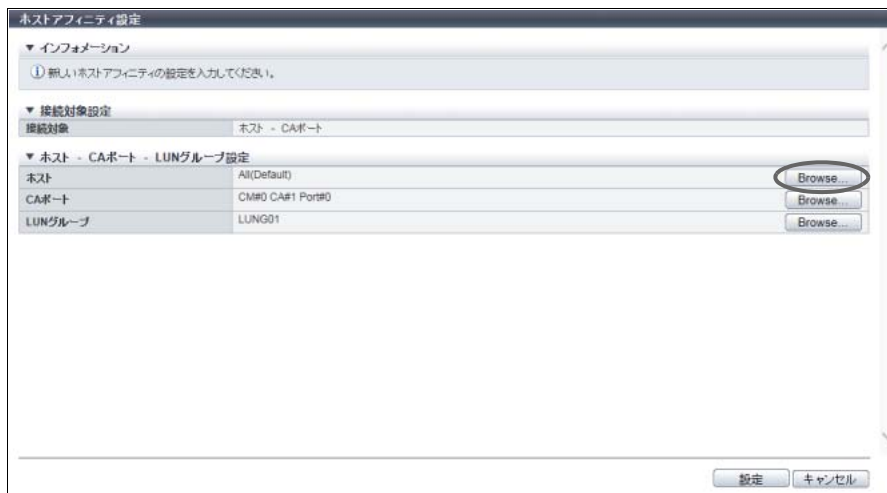 ホストアフィニティ設定
▼ インフォメーション
新しいホストアフィニティの設定を入力してください。
▼ 接続対象設定
接続対象 ホスト - CAポート
▼ ホスト - CAポート - LUNグループ設定
ホスト All(Default) Browse...
CAポート CM#0 CA#1 Port#0 Browse...
LUNグループ LUNG01 Browse...
設定 キャンセル